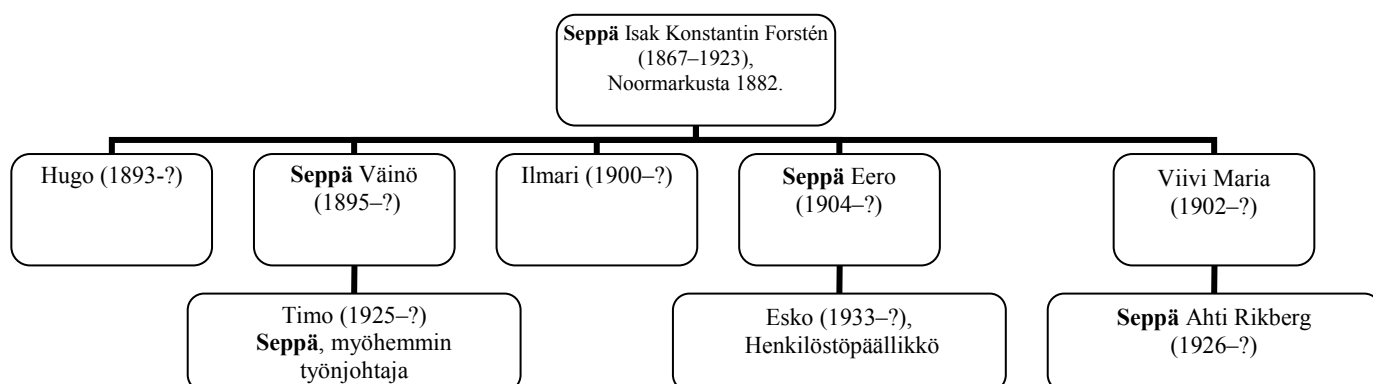 Seppä Isak Konstantin Forstén
(1867–1923),
Noormarkusta 1882.
Hugo (1893-?)
Seppä Väinö
(1895–?)
Ilmari (1900–?)
Seppä Eero
(1904–?)
Viivi Maria
(1902–?)
Timo (1925–?)
Seppä, myöhemmin
työnjohtaja
Esko (1933–?),
Henkilöstöpäällikkö
Seppä Ahti Rikberg
(1926–?)